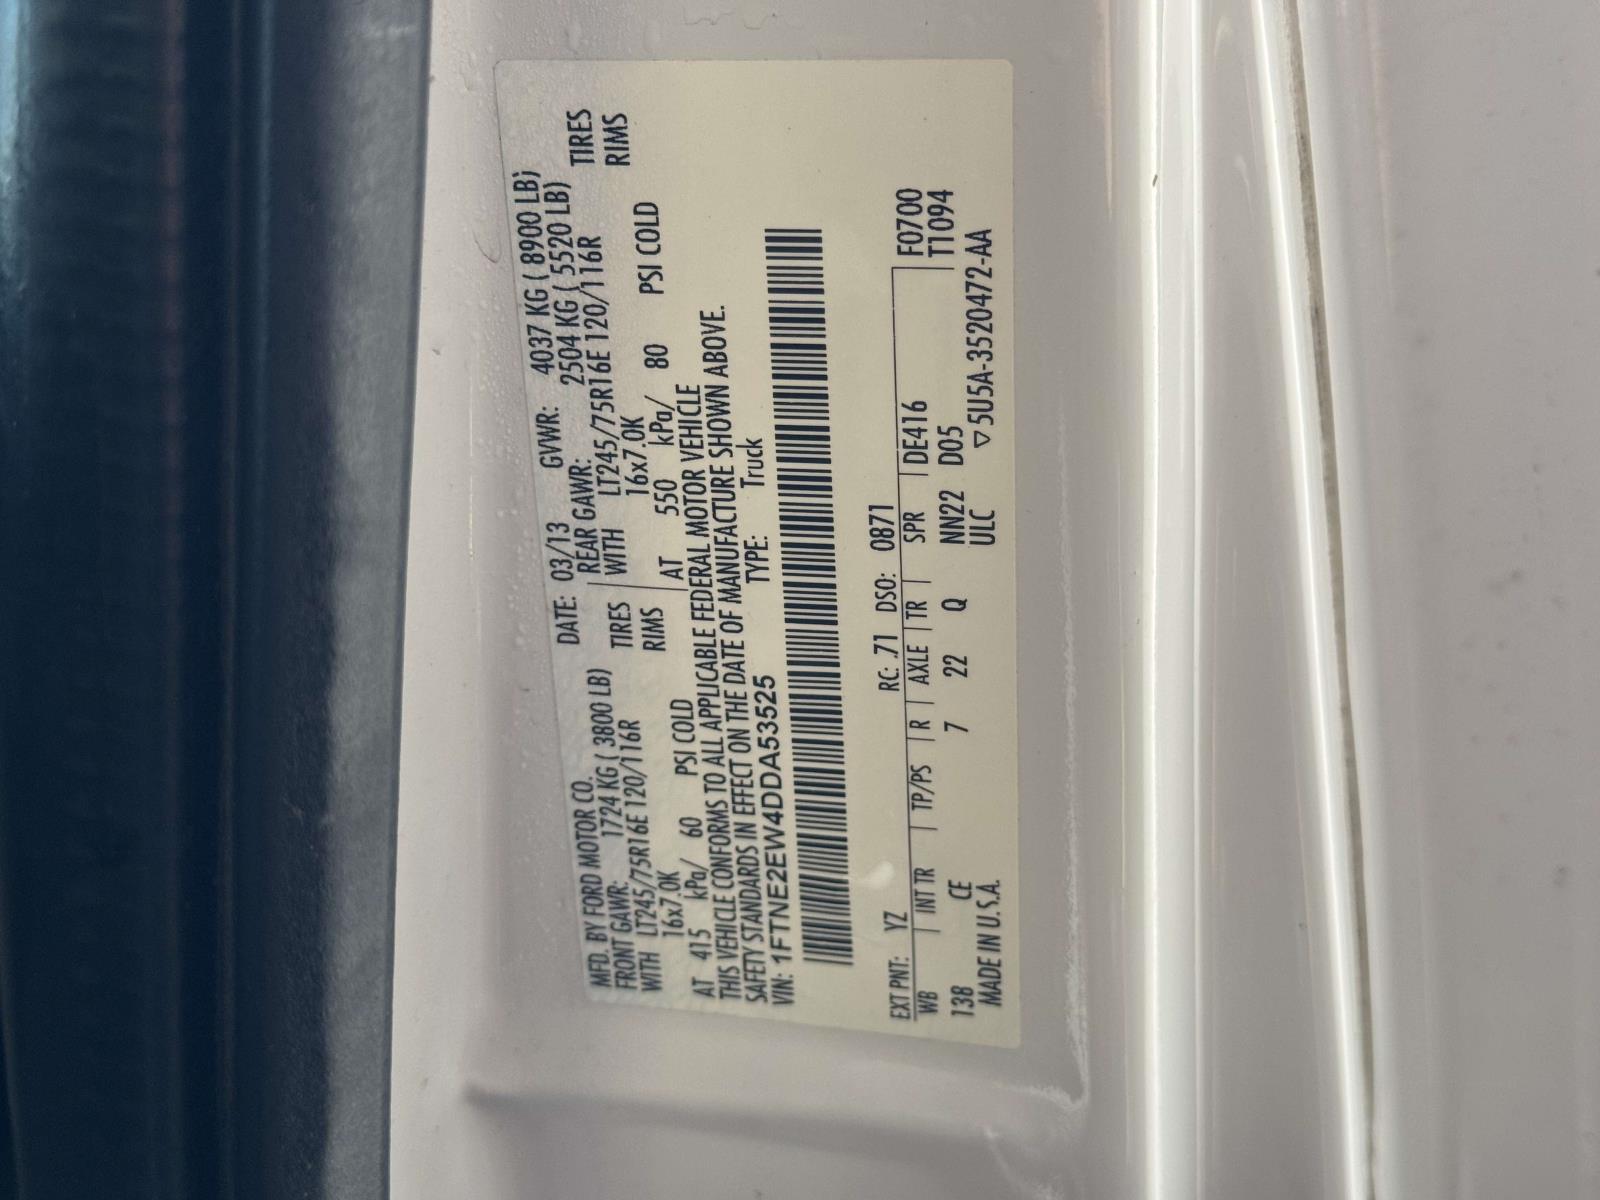 MFD. BY FORD MOTOR CO. DATE: 03/13 GVWR: 4037 KG ( 8900 LB)
FRONT GAWR: 1724 KG ( 3800 LB) REAR GAWR: 2504 KG ( 5520 LB)
WITH LT245/75R16E 120/116R TIRES WITH LT245/75R16E 120/116R TIRES
16x7.0K RIMS 16x7.0K RIMS
AT 415 kPa/ 60 PSI COLD AT 550 kPa/ 80 PSI COLD
THIS VEHICLE CONFORMS TO ALL APPLICABLE FEDERAL MOTOR VEHICLE
SAFETY STANDARDS IN EFFECT ON THE DATE OF MANUFACTURE SHOWN ABOVE.
VIN: 1FTNE2EW4DDA53525 TYPE: Truck
EXT PNT: YZ RC: 71 DSO: 0871 F0700
WB INT TR TP/PS R AXLE TR SPR DE416 T1094
138 CE 7 22 Q NN22 D05
MADE IN U.S.A. ULC ▽5U5A-3520472-AA